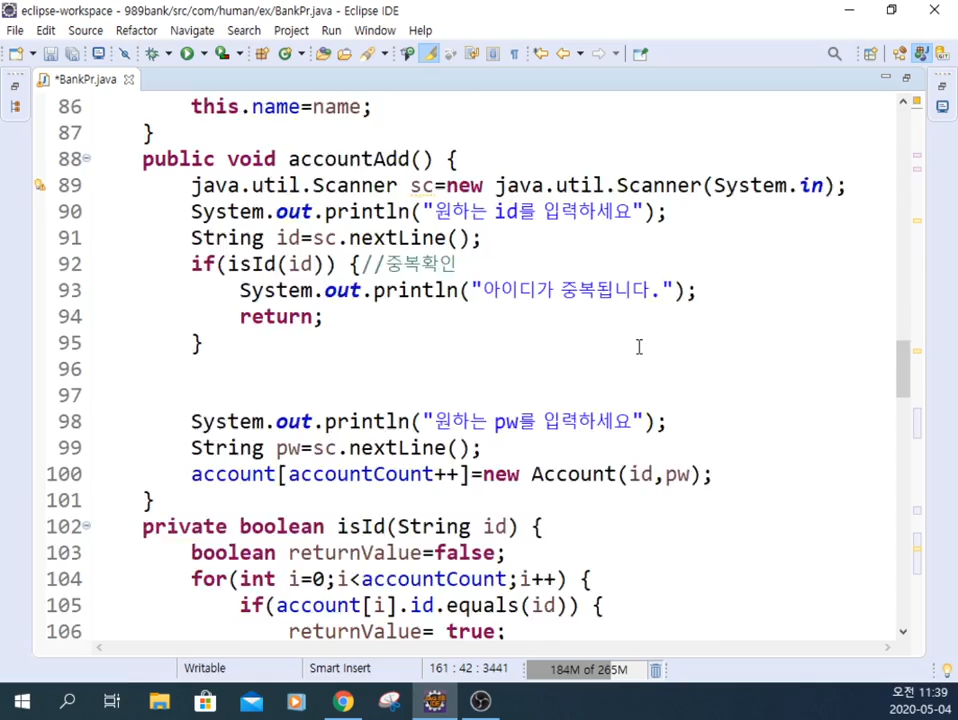 eclipse-workspace - 989bank/src/com/human/ex/BankPr.java - Eclipse IDE
File Edit Source Refactor Navigate Search Project Run Window Help
*BankPr.java
86 this.name=name;
87 }
88 public void accountAdd() {
89 java.util.Scanner sc=new java.util.Scanner(System.in);
90 System.out.println("원하는 id를 입력하세요");
91 String id=sc.nextLine();
92 if(isId(id)) {//중복확인
93 System.out.println("아이디가 중복됩니다.");
94 return;
95 }
96
97
98 System.out.println("원하는 pw를 입력하세요");
99 String pw=sc.nextLine();
100 account[accountCount++]=new Account(id,pw);
101 }
102 private boolean isId(String id) {
103 boolean returnValue=false;
104 for(int i=0;i<accountCount;i++) {
105 if(account[i].id.equals(id)) {
106 returnValue= true;
Writable Smart Insert 161 : 42 : 3441 184M of 265M
오전 11:39
2020-05-04